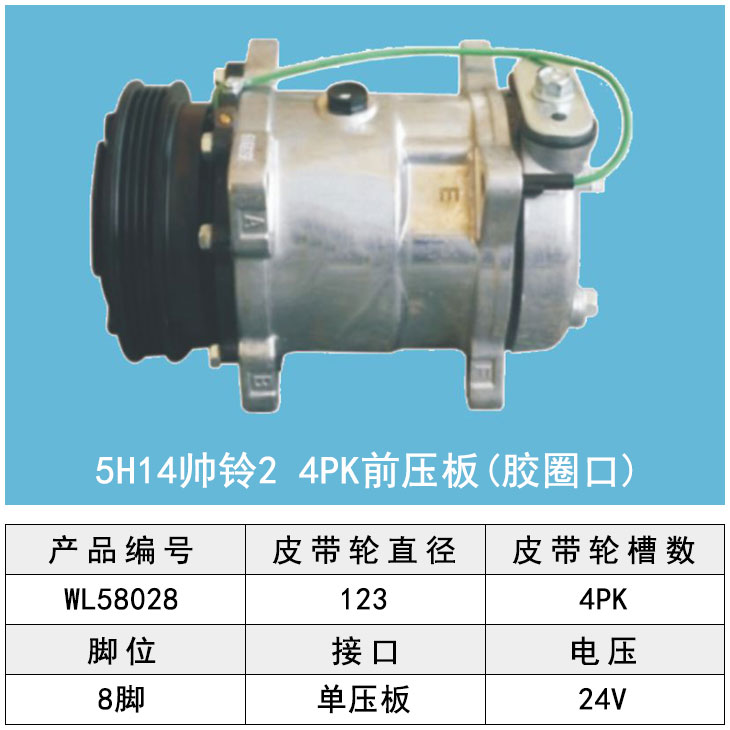 E
A
B
E
5H14帅铃2 4PK前压板(胶圈口)
产品编号 皮带轮直径 皮带轮槽数
WL58028 123 4PK
脚位 接口 电压
8脚 单压板 24V